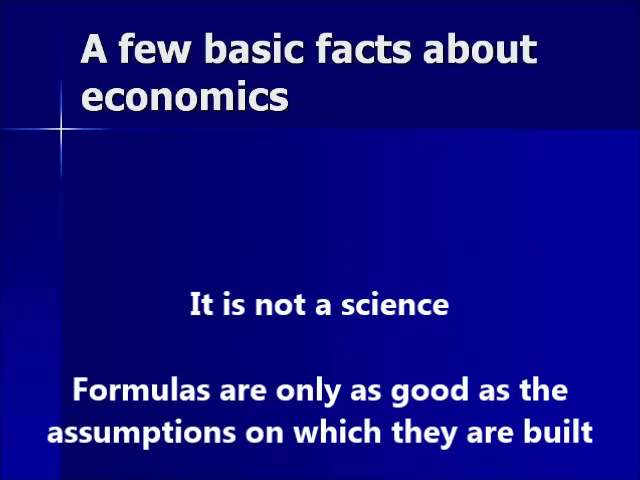 A few basic facts about
economics
It is not a science
Formulas are only as good as the
assumptions on which they are built